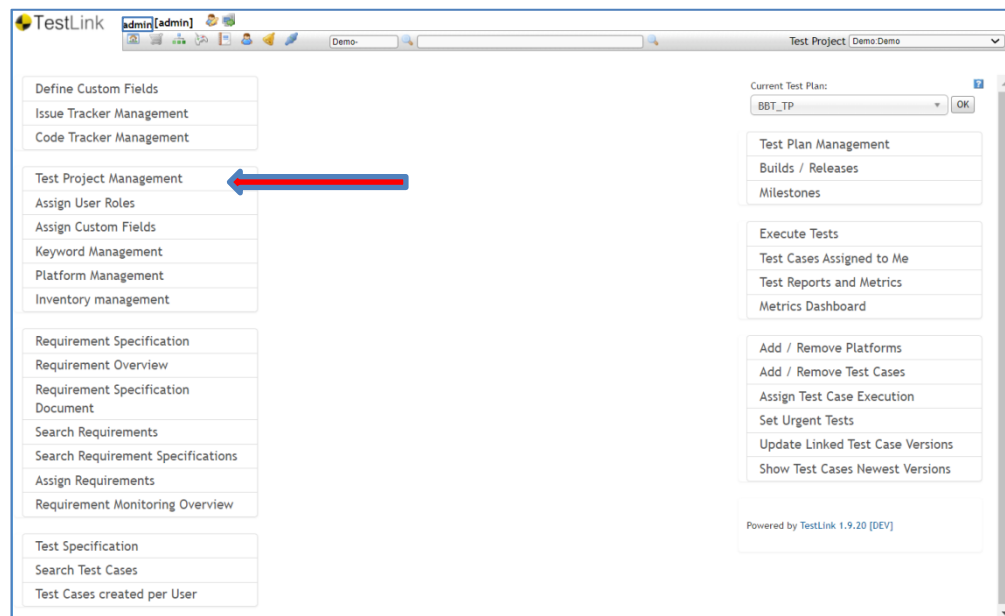 TestLink admin [admin]
Demo- Test Project Demo:Demo
Define Custom Fields
Issue Tracker Management
Code Tracker Management
Test Project Management
Assign User Roles
Assign Custom Fields
Keyword Management
Platform Management
Inventory management
Requirement Specification
Requirement Overview
Requirement Specification
Document
Search Requirements
Search Requirement Specifications
Assign Requirements
Requirement Monitoring Overview
Test Specification
Search Test Cases
Test Cases created per User
Current Test Plan: ?
BBT_TP OK
Test Plan Management
Builds / Releases
Milestones
Execute Tests
Test Cases Assigned to Me
Test Reports and Metrics
Metrics Dashboard
Add / Remove Platforms
Add / Remove Test Cases
Assign Test Case Execution
Set Urgent Tests
Update Linked Test Case Versions
Show Test Cases Newest Versions
Powered by TestLink 1.9.20 [DEV]